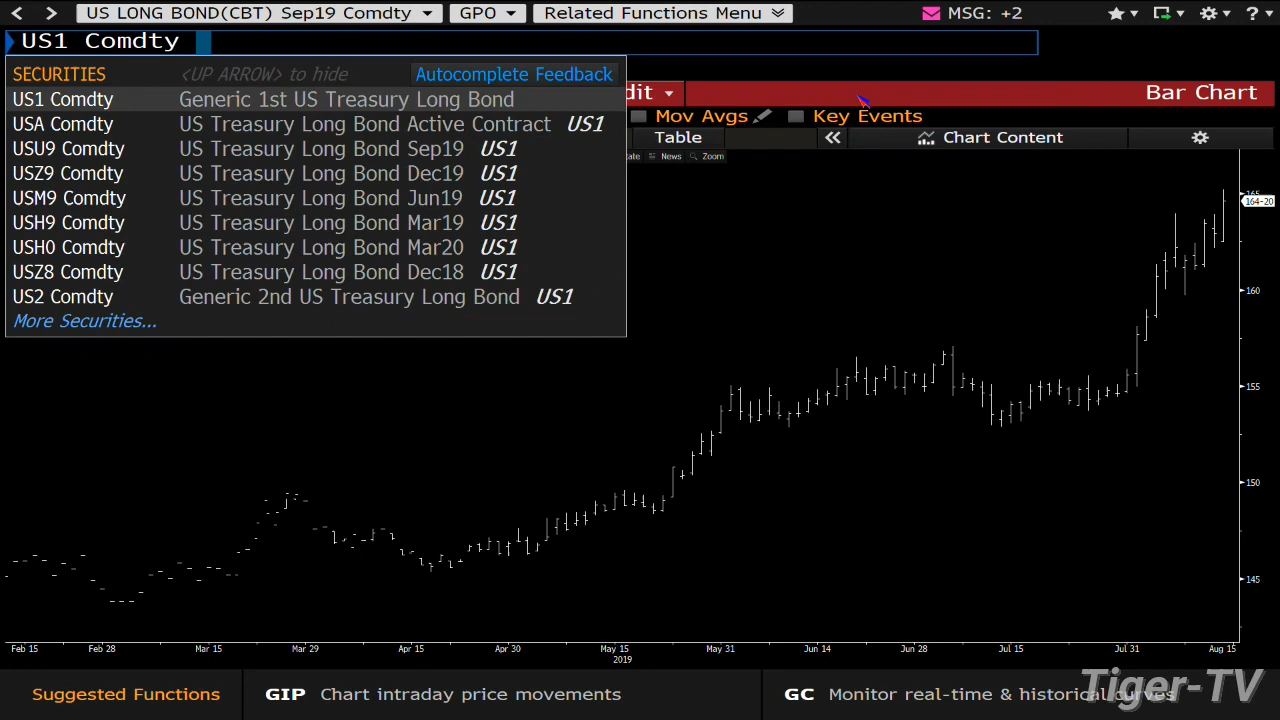 US LONG BOND(CBT) Sep19 Comdty GPO Related Functions Menu MSG: +2 ?
US1 Comdty
SECURITIES <UP ARROW> to hide Autocomplete Feedback
US1 Comdty Generic 1st US Treasury Long Bond
USA Comdty US Treasury Long Bond Active Contract US1
USU9 Comdty US Treasury Long Bond Sep19 US1
USZ9 Comdty US Treasury Long Bond Dec19 US1
USM9 Comdty US Treasury Long Bond Jun19 US1
USH9 Comdty US Treasury Long Bond Mar19 US1
USH0 Comdty US Treasury Long Bond Mar20 US1
USZ8 Comdty US Treasury Long Bond Dec18 US1
US2 Comdty Generic 2nd US Treasury Long Bond US1
More Securities...
dit Bar Chart
Mov Avgs Key Events
Table « Chart Content
tate News Zoom
165
164-20
160
155
150
145
Feb 15 Feb 28 Mar 15 Mar 29 Apr 15 Apr 30 May 15 May 31 Jun 14 Jun 28 Jul 15 Jul 31 Aug 15
2019
Suggested Functions GIP Chart intraday price movements GC Monitor real-time & historical curves
Tiger-TV